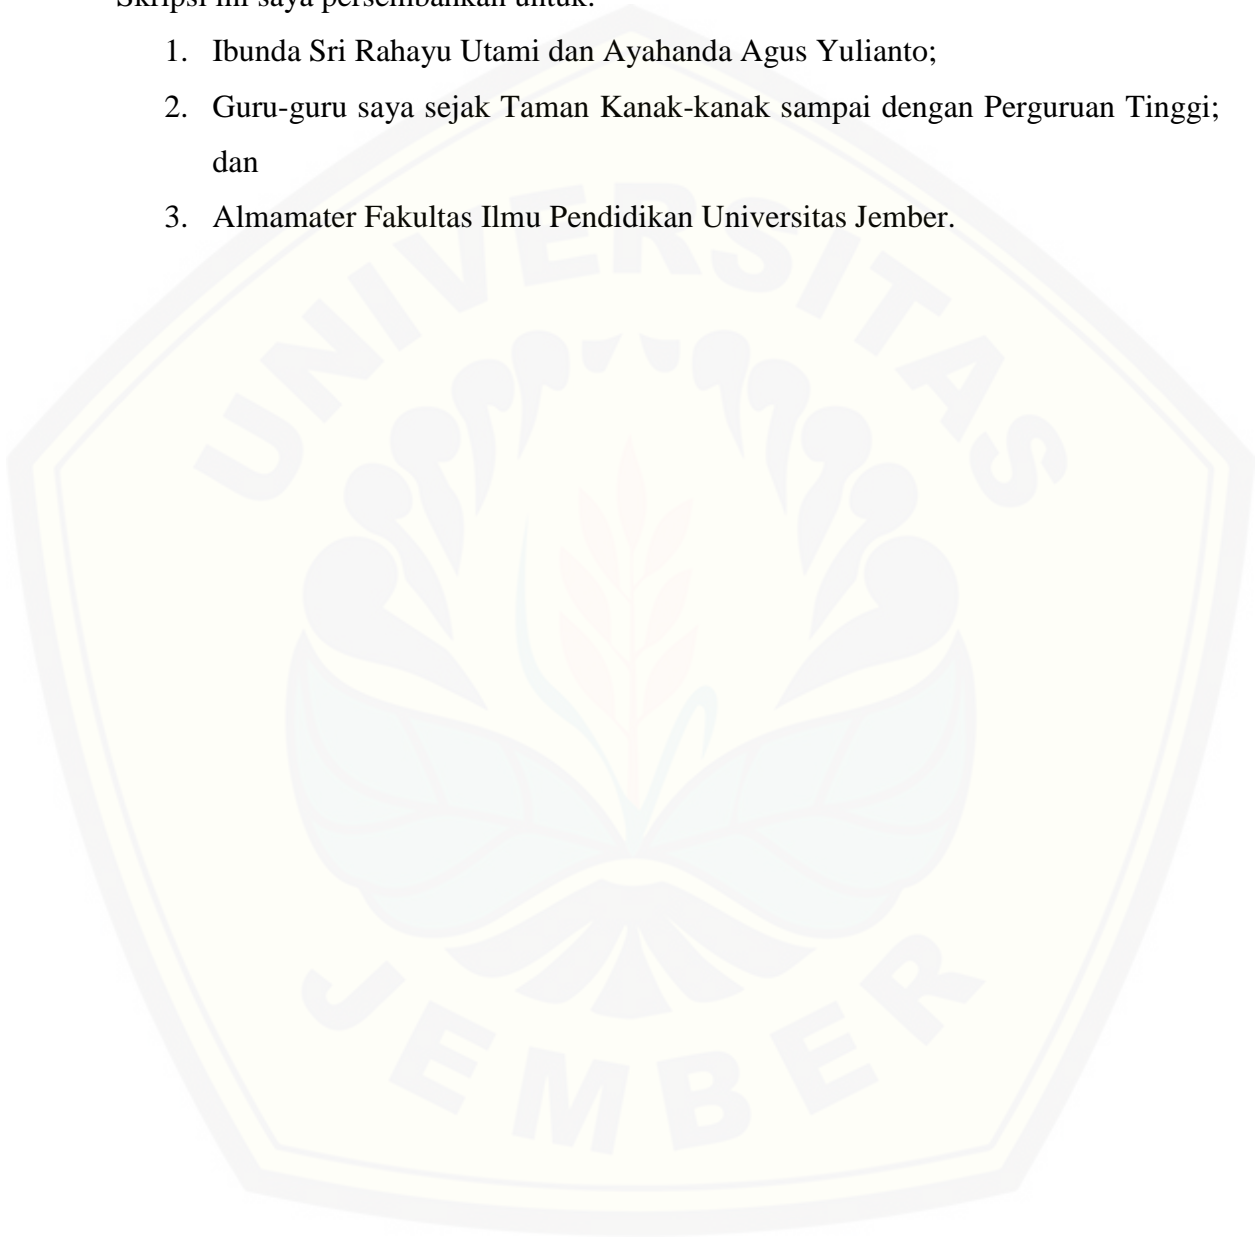 Skripsi ini saya persembahkan untuk:
1. Ibunda Sri Rahayu Utami dan Ayahanda Agus Yulianto;
2. Guru-guru saya sejak Taman Kanak-kanak sampai dengan Perguruan Tinggi;
dan
3. Almamater Fakultas Ilmu Pendidikan Universitas Jember.
UNIVERSITAS
JEMBER